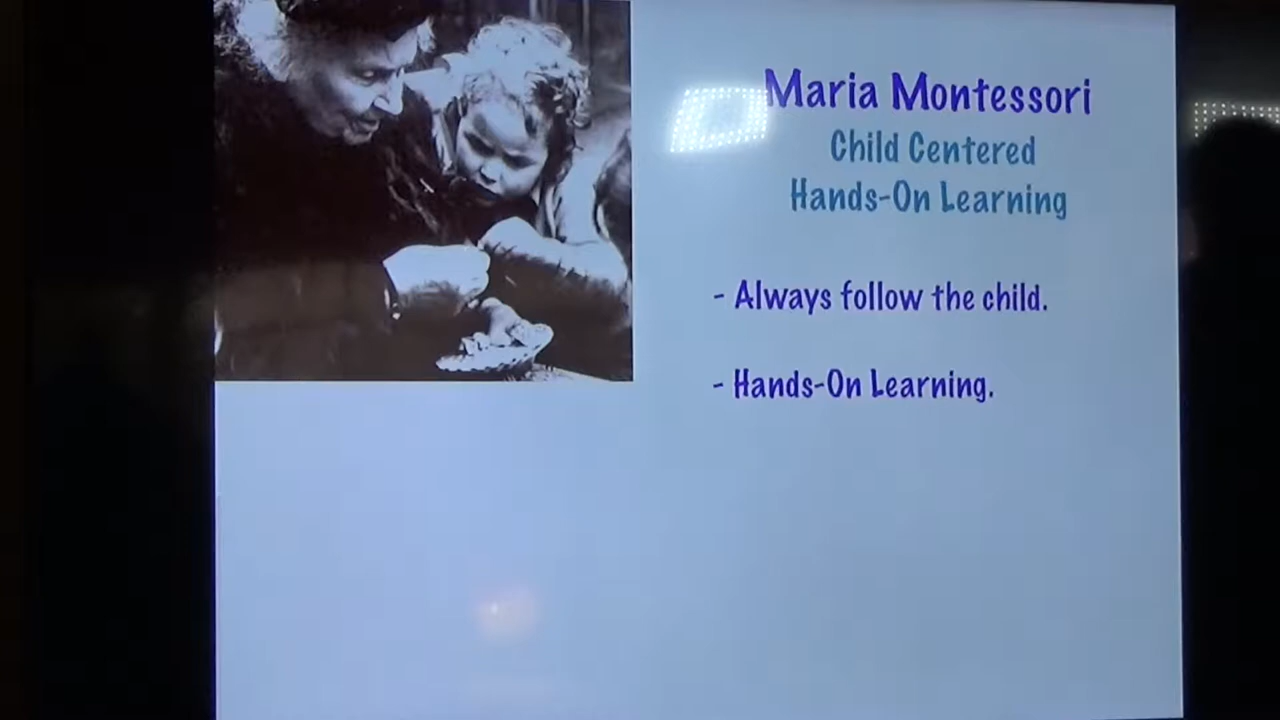 Maria Montessori
Child Centered
Hands-On Learning
- Always follow the child.
- Hands-On Learning.